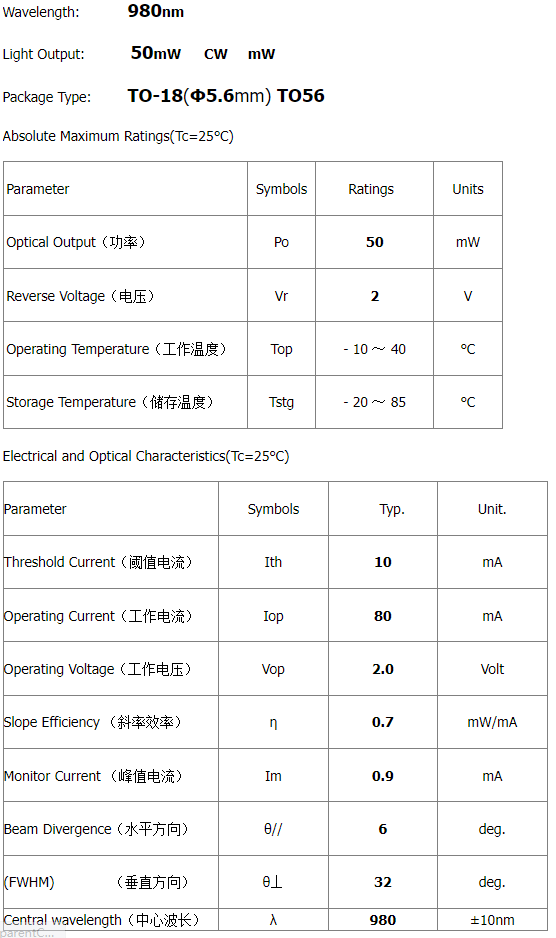 Wavelength: 980nm
Light Output: 50mW CW mW
Package Type: TO-18(Φ5.6mm) TO56
Absolute Maximum Ratings(Tc=25℃)
Parameter Symbols Ratings Units
Optical Output（功率） Po 50 mW
Reverse Voltage（电压） Vr 2 V
Operating Temperature（工作温度） Top - 10 ～ 40 ℃
Storage Temperature（储存温度） Tstg - 20 ～ 85 ℃
Electrical and Optical Characteristics(Tc=25℃)
Parameter Symbols Typ. Unit.
Threshold Current（阈值电流） Ith 10 mA
Operating Current（工作电流） Iop 80 mA
Operating Voltage（工作电压） Vop 2.0 Volt
Slope Efficiency （斜率效率） η 0.7 mW/mA
Monitor Current （峰值电流） Im 0.9 mA
Beam Divergence（水平方向） θ// 6 deg.
(FWHM) （垂直方向） θ⊥ 32 deg.
Central wavelength（中心波长） λ 980 ±10nm
parentC...